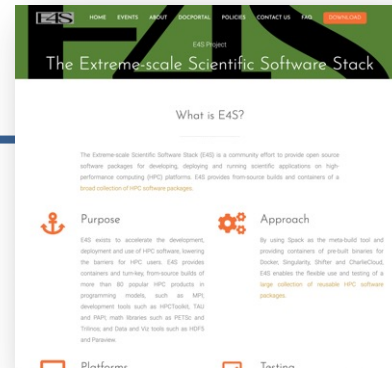 E4S HOME EVENTS ABOUT DOCPORTAL POLICIES CONTACT US FAQ DOWNLOAD
E4S Project
The Extreme-scale Scientific Software Stack
What is E4S?
The Extreme-scale Scientific Software Stack (E4S) is a community effort to provide open source
software packages for developing, deploying and running scientific applications on high-
performance computing (HPC) platforms. E4S provides from-source builds and containers of a
broad collection of HPC software packages.
Purpose
E4S exists to accelerate the development,
deployment and use of HPC software, lowering
the barriers for HPC users. E4S provides
containers and turn-key, from-source builds of
more than 80 popular HPC products in
programming models, such as MPI;
development tools such as HPCToolkit, TAU
and PAPI; math libraries such as PETSc and
Trilinos; and Data and Viz tools such as HDF5
and Paraview.
Approach
By using Spack as the meta-build tool and
providing containers of pre-built binaries for
Docker, Singularity, Shifter and CharlieCloud,
E4S enables the flexible use and testing of a
large collection of reusable HPC software
packages.
Platforms
Testing